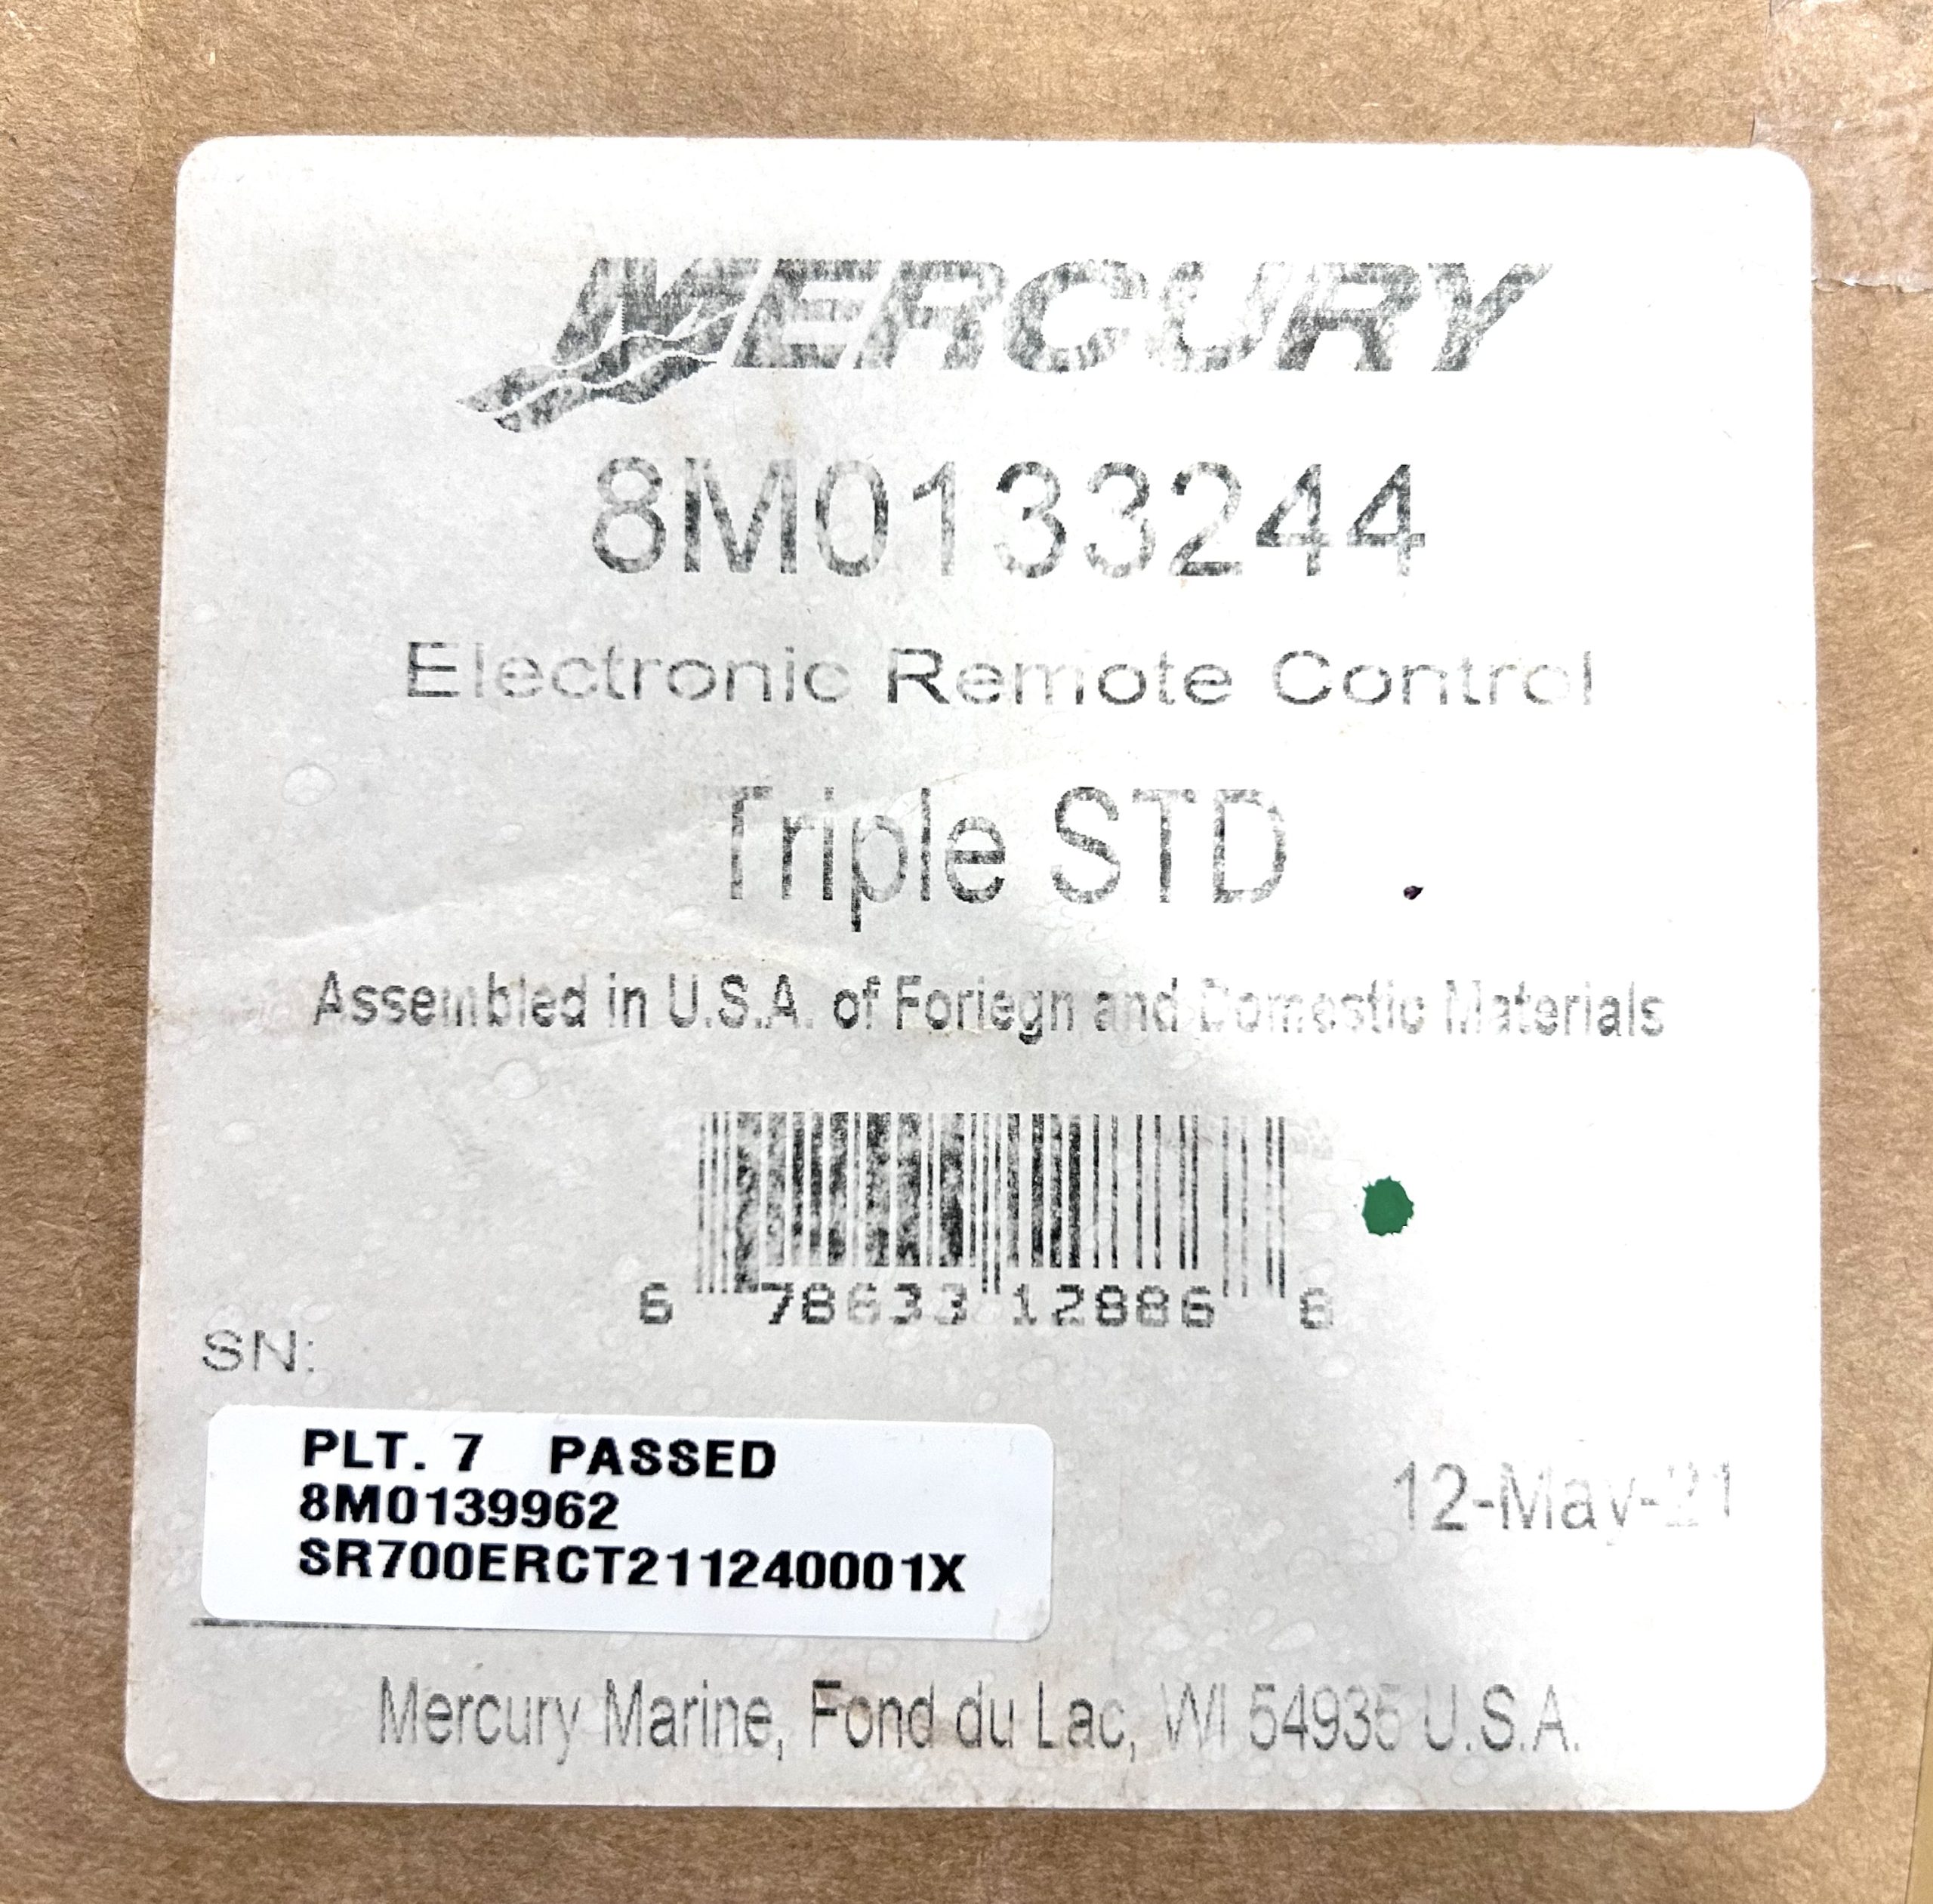 MERCURY
8M0133244
Electronic Remote Control
Triple STD
Assembled in U.S.A. of Foriegn and Domestic Materials
6 78633 12886 8
SN:
PLT. 7 PASSED
8M0139962
SR700ERCT211240001X
12-May-21
Mercury Marine, Fond du Lac, WI 54935 U.S.A.